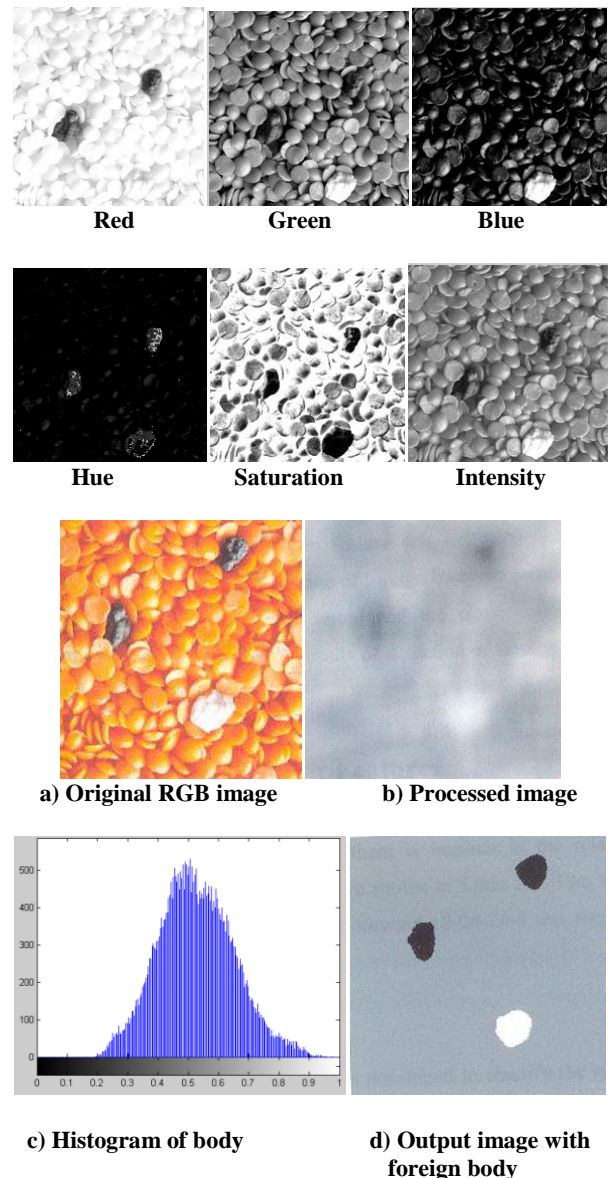 Red Green Blue
Hue Saturation Intensity
a) Original RGB image b) Processed image
500
400
300
200
100
0
0 0.1 0.2 0.3 0.4 0.5 0.6 0.7 0.8 0.9 1
c) Histogram of body d) Output image with
foreign body